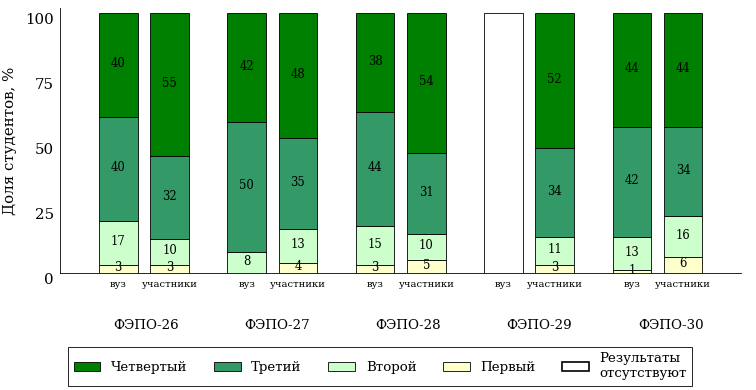 Доля студентов, %
100
75
50
25
0
40 55 42 48 38 54 52 44 44
40 32 50 35 44 31 34 42 34
17 10 8 13 15 10 11 13 16
3 3 4 3 5 3 1 6
вуз участники вуз участники вуз участники вуз участники вуз участники
ФЭПО-26 ФЭПО-27 ФЭПО-28 ФЭПО-29 ФЭПО-30
Четвертый Третий Второй Первый Результаты
отсутствуют